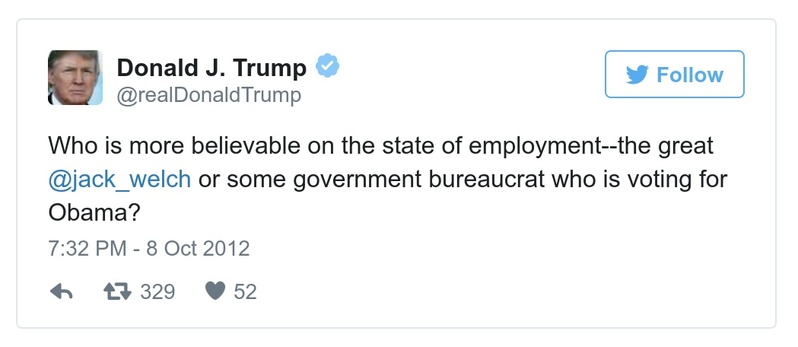 Donald J. Trump
@realDonaldTrump
Follow
Who is more believable on the state of employment--the great
@jack_welch or some government bureaucrat who is voting for
Obama?
7:32 PM - 8 Oct 2012
329 52